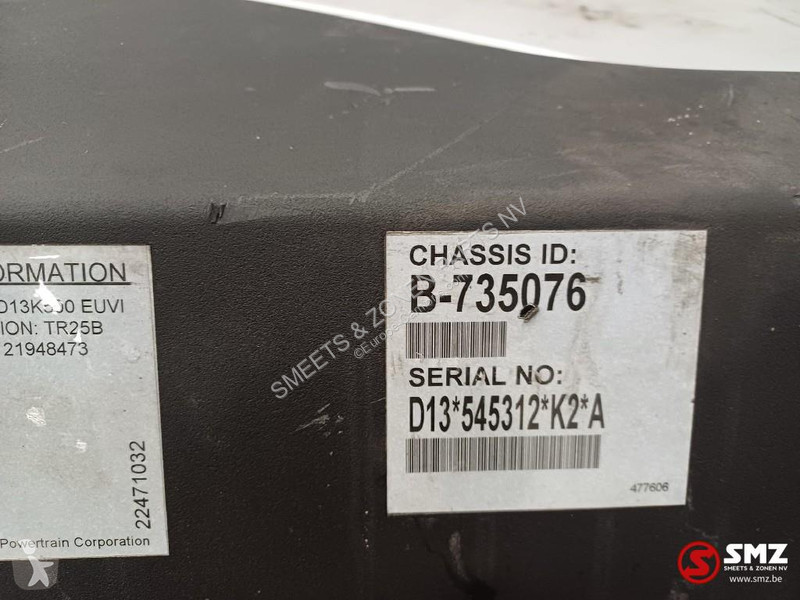 ORMATION
EUVI
ION: TR25B
21948473
22471032
Powertrain Corporation
CHASSIS ID:
B-735076
SERIAL NO:
D13*545312*K2*A
477606
SMEETS & ZONEN
SMEETS NV
SMZ
SMEETS & ZONEN NV
www.smz.be